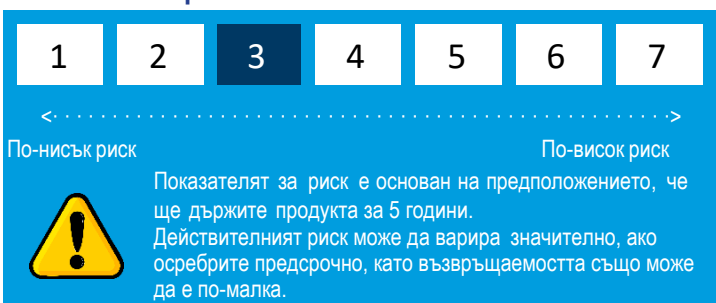 1 2 3 4 5 6 7
<· · · · · · · · · · · · · · · · · · · · · · · · · · · · · · · · · · · · · · · · · · · · · · · · · · · · · ·>
По-нисък риск По-висок риск
Показателят за риск е основан на предположението, че
ще държите продукта за 5 години.
Действителният риск може да варира значително, ако
осребрите предсрочно, като възвръщаемостта също може
да е по-малка.